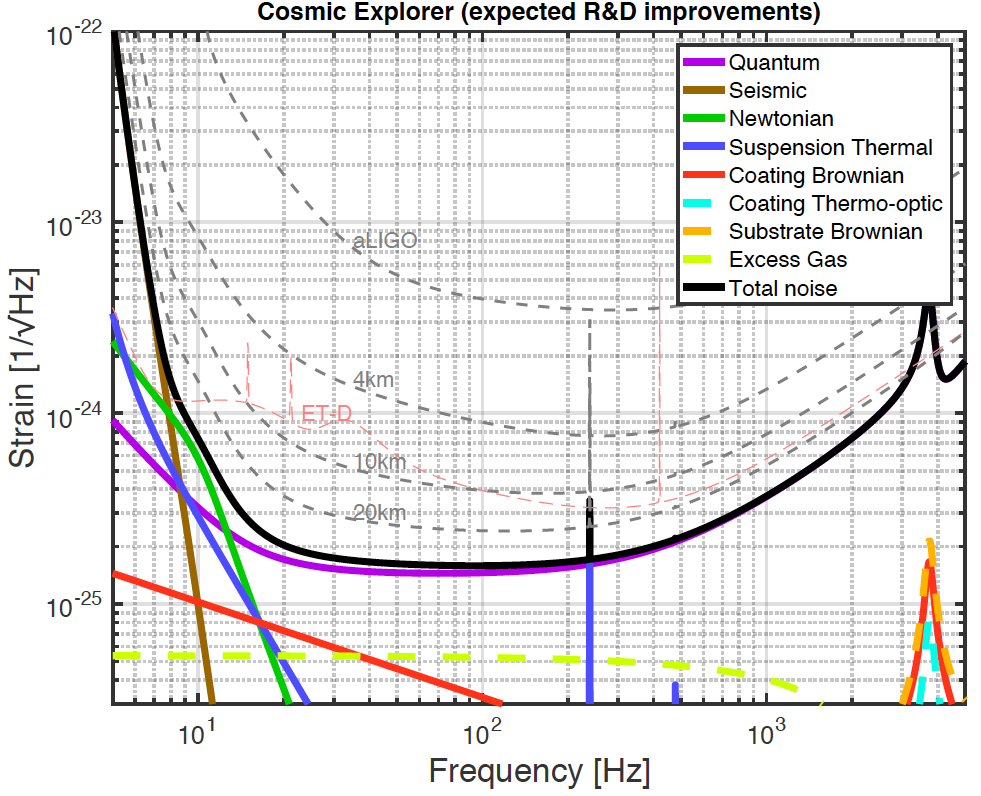 Cosmic Explorer (expected R&D improvements)
10^-22
10^-23
10^-24
10^-25
Strain [1/√Hz]
Quantum
Seismic
Newtonian
Suspension Thermal
Coating Brownian
Coating Thermo-optic
Substrate Brownian
Excess Gas
Total noise
aLIGO
4km
ET-D
10km
20km
10^1
10^2
10^3
Frequency [Hz]